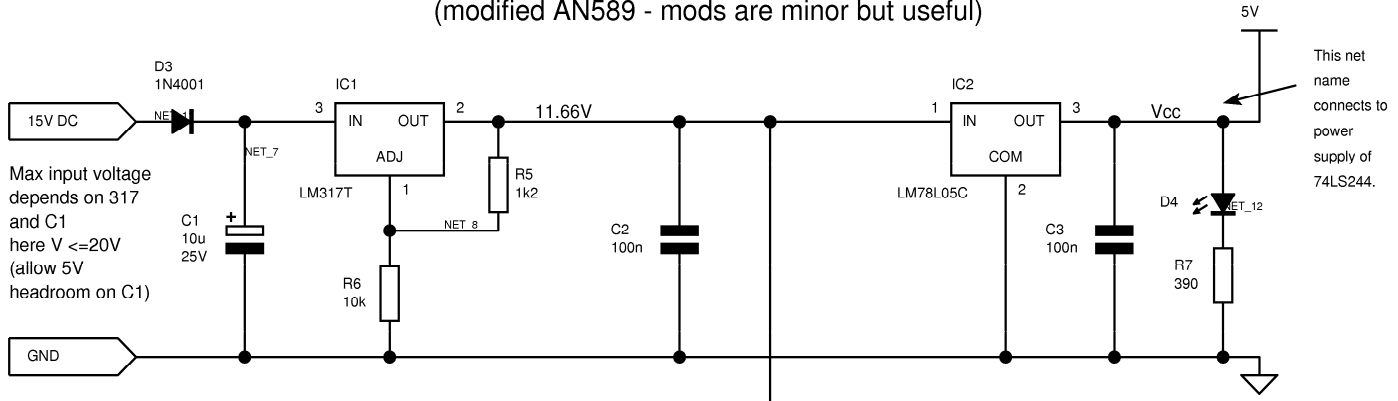 (modified AN589 - mods are minor but useful)
5V
This net
name
connects to
power
supply of
74LS244.
D3
1N4001
IC1
IC2
15V DC
3
IN
OUT
2
11.66V
1
IN
OUT
3
Vcc
NET_7
ADJ
COM
LM317T
1
R5
1k2
LM78L05C
2
Max input voltage
depends on 317
and C1
here V <=20V
(allow 5V
headroom on C1)
+
C1
10u
25V
NET_8
C2
100n
C3
100n
D4
NET_12
R6
10k
R7
390
GND